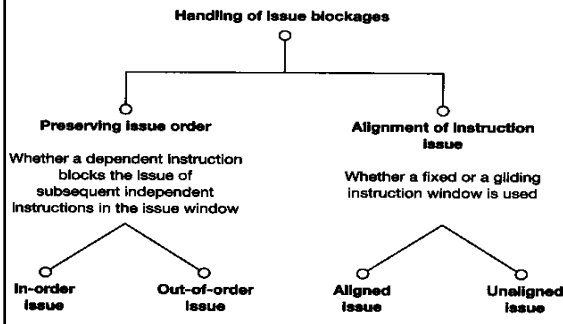 Handling of issue blockages
Preserving issue order
Whether a dependent instruction
blocks the issue of
subsequent independent
instructions in the issue window
Alignment of instruction
issue
Whether a fixed or a gliding
instruction window is used
In-order
issue
Out-of-order
issue
Aligned
issue
Unaligned
issue